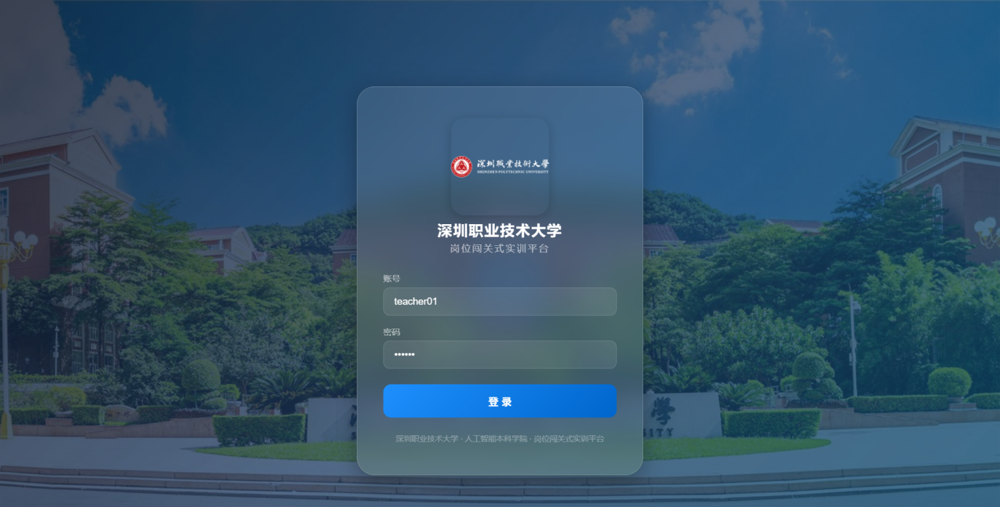 深圳職業技術大學
SHENZHEN POLYTECHNIC UNIVERSITY
深圳职业技术大学
岗位闯关式实训平台
账号
teacher01
密码
••••••
登 录
深圳职业技术大学 · 人工智能本科学院 · 岗位闯关式实训平台
學
SITY